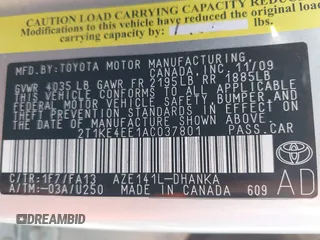 CAUTION: LOAD CARRYING CAPACITY REDUCED
Modifications to this vehicle have reduced the original load
carrying capacity by lbs.
MFD.BY: TOYOTA MOTOR MANUFACTURING
CANADA INC. 11/09
GVWR 4035LB GAWR FR 2195LB RR 1885LB
THIS VEHICLE CONFORMS TO ALL APPLICABLE
FEDERAL MOTOR VEHICLE SAFETY, BUMPER, AND
THEFT PREVENTION STANDARDS IN EFFECT ON
THE DATE OF MANUFACTURE SHOWN ABOVE.
2T1KE4EE1AC037801 PASS.CAR
C/TR: 1F7/FA13 AZE141L-DHANKA
A/TM: -03A/U250 MADE IN CANADA 609
TOYOTA
AD
DREAMBID